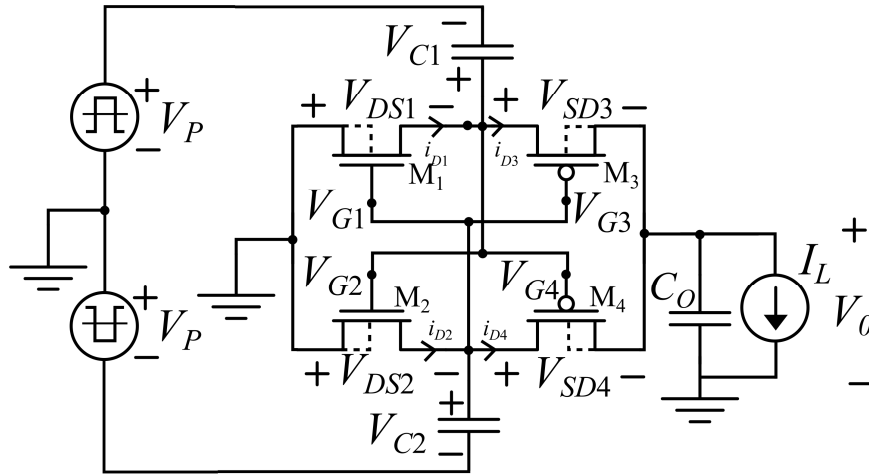 −
V_C1
+
+
V_P
−
+
V_DS1
−
+
V_SD3
−
i_D1
i_D3
M_1
M_3
V_G1
V_G3
V_G2
V_G4
M_2
M_4
i_D2
i_D4
+
V_P
−
+
V_DS2
−
+
V_SD4
−
+
V_C2
−
C_O
I_L
+
V_0
−